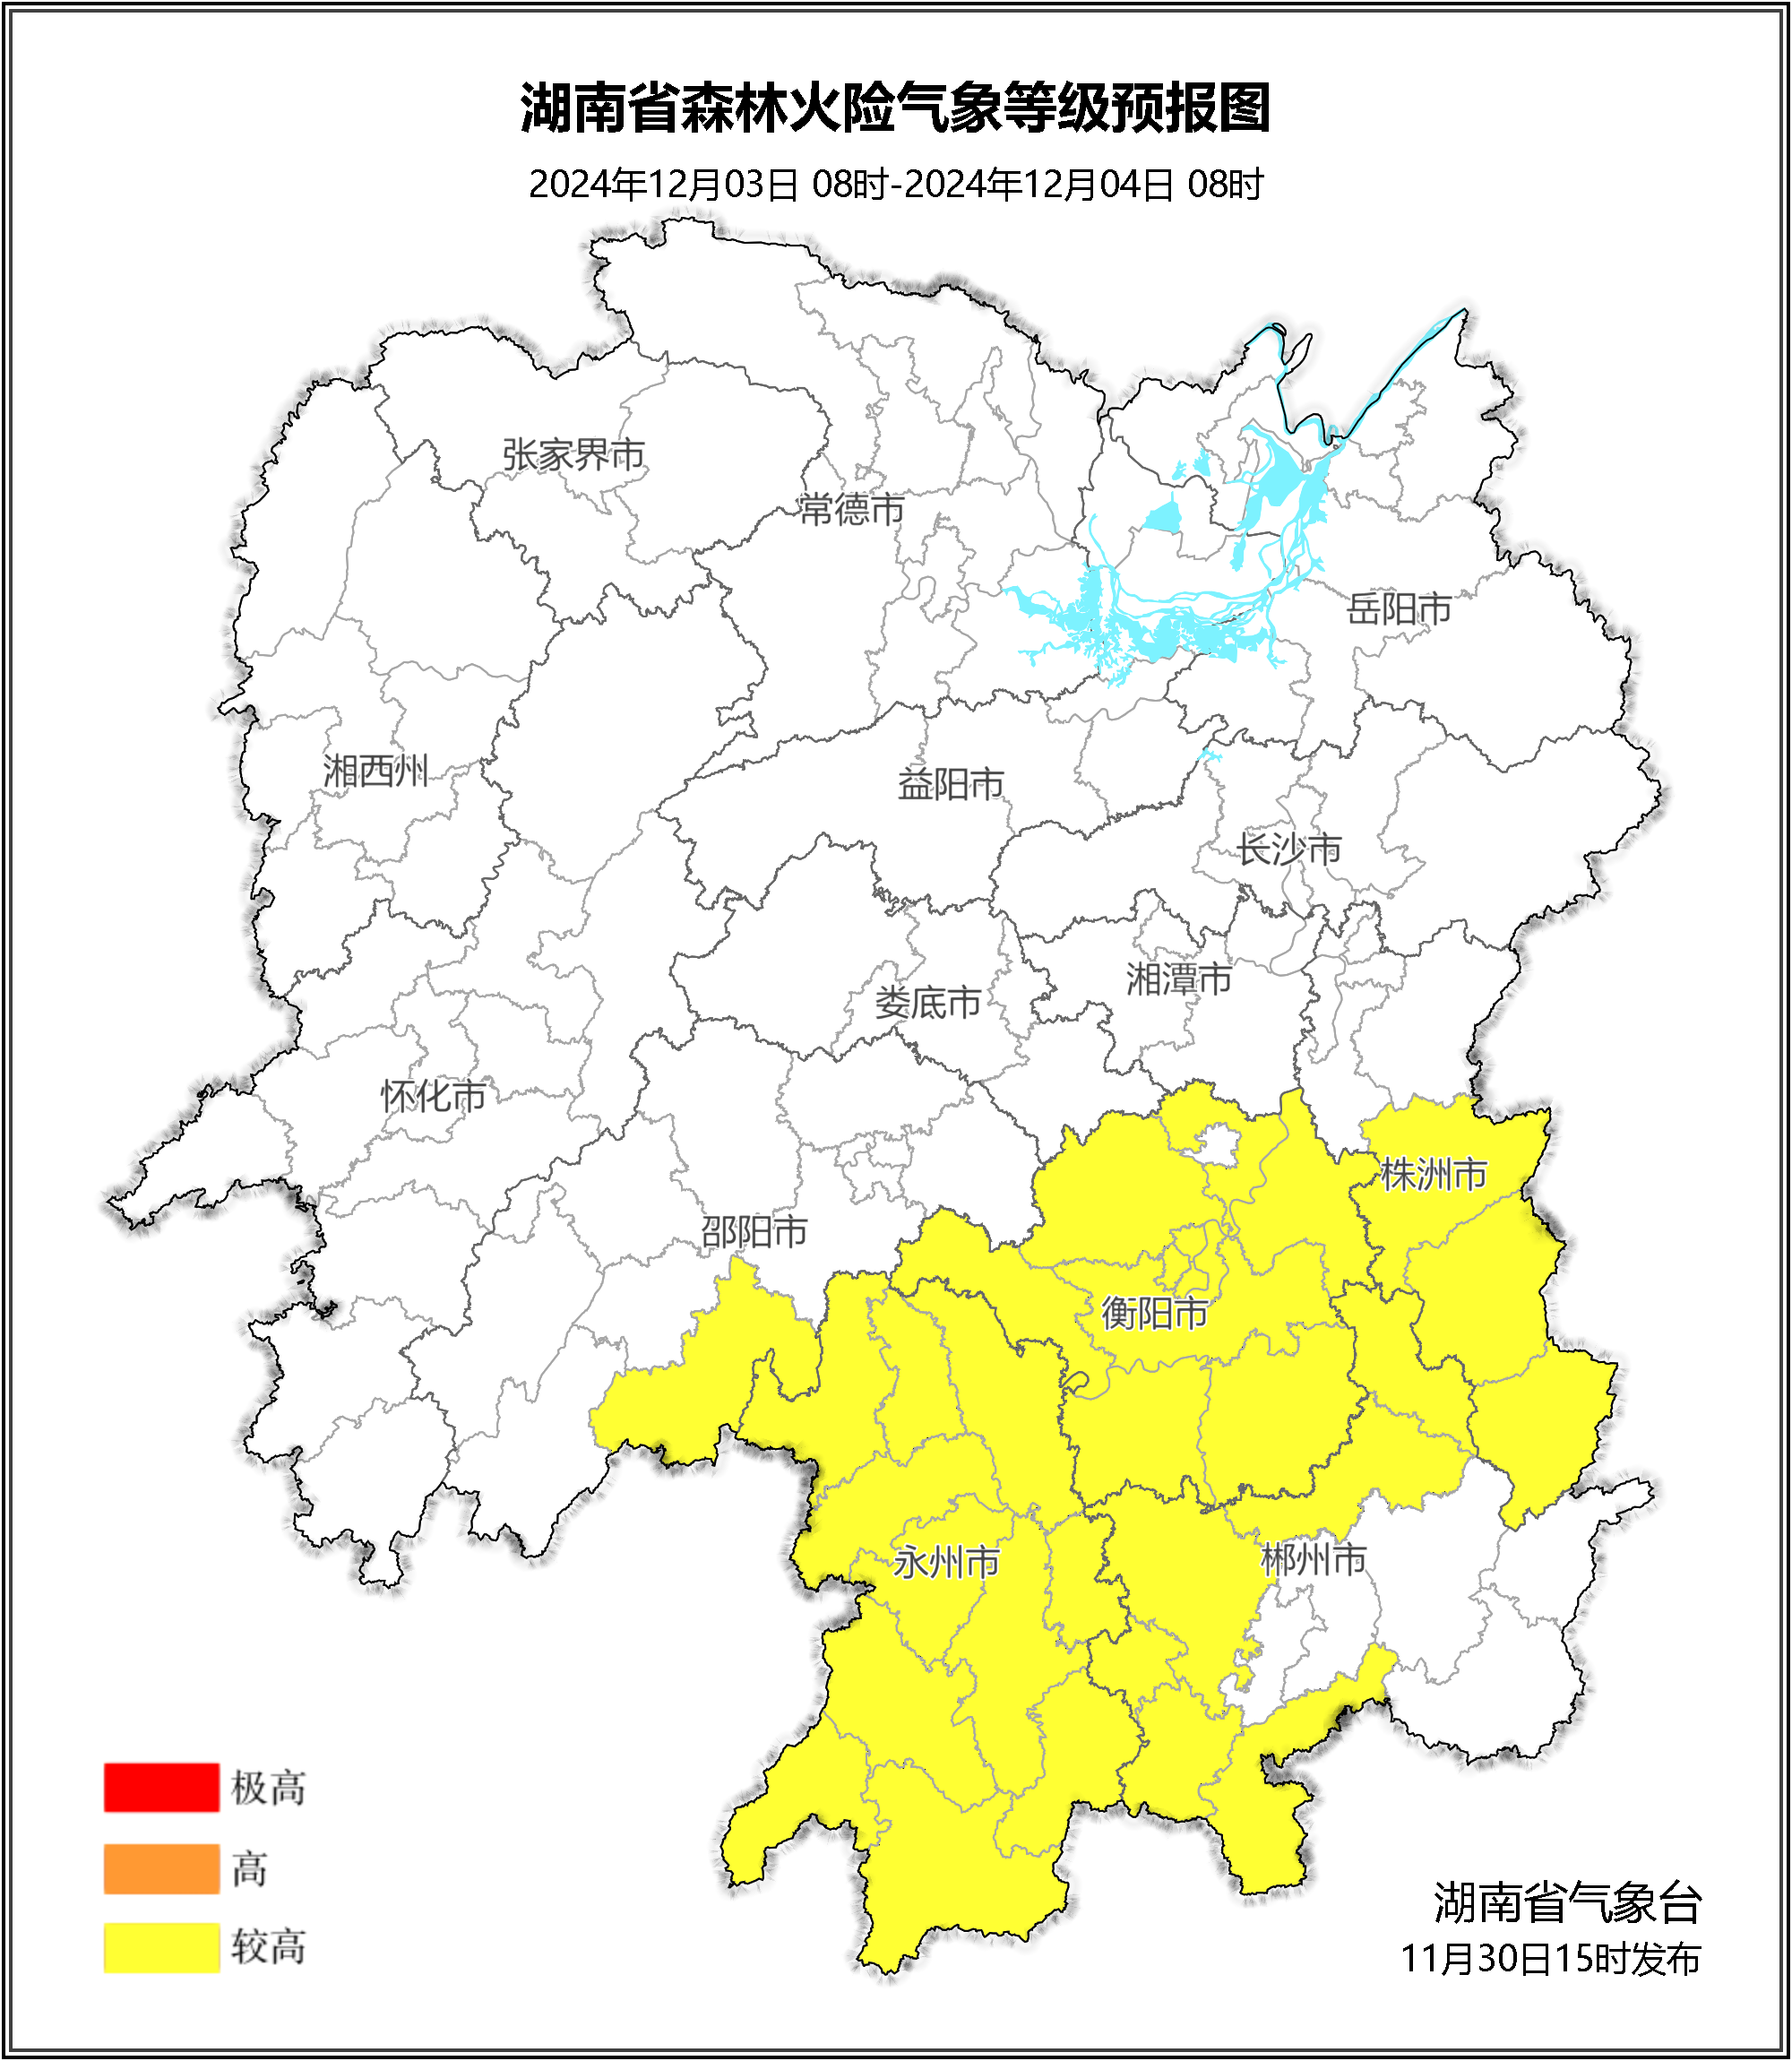 湖南省森林火险气象等级预报图
2024年12月03日 08时-2024年12月04日 08时
张家界市
常德市
岳阳市
湘西州
益阳市
长沙市
湘潭市
娄底市
怀化市
株洲市
邵阳市
衡阳市
永州市
郴州市
极高
高
较高
湖南省气象台
11月30日15时发布